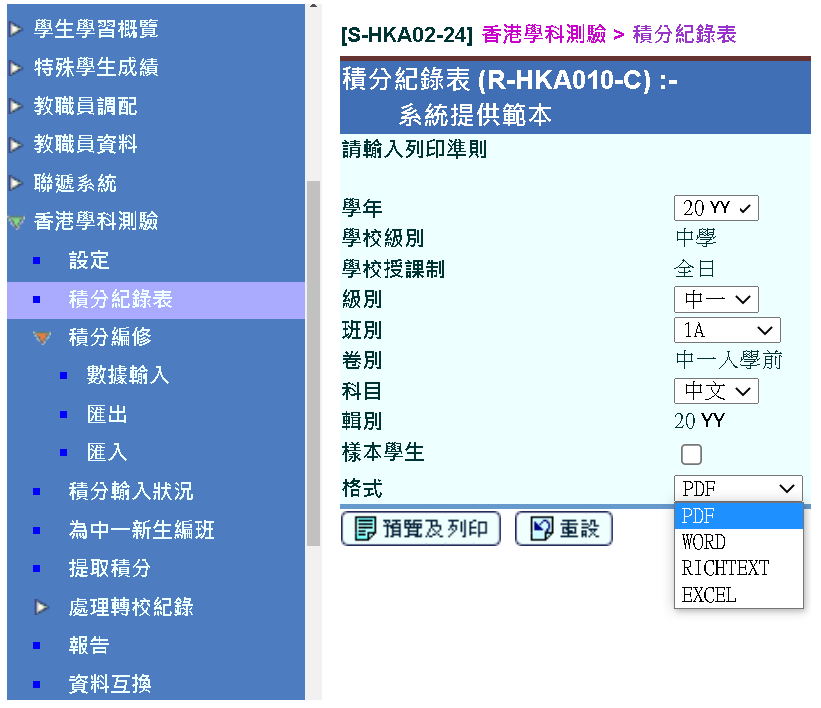 學生學習概覽
特殊學生成績
教職員調配
教職員資料
聯遞系統
香港學科測驗
設定
積分紀錄表
積分編修
數據輸入
匯出
匯入
積分輸入狀況
為中一新生編班
提取積分
處理轉校紀錄
報告
資料互換
[S-HKA02-24] 香港學科測驗 > 積分紀錄表
積分紀錄表 (R-HKA010-C) :-
系統提供範本
請輸入列印準則
學年 20 YY
學校級別 中學
學校授課制 全日
級別 中一
班別 1A
卷別 中一入學前
科目 中文
輯別 20 YY
樣本學生
格式 PDF
PDF
WORD
RICHTEXT
EXCEL
預覽及列印 重設